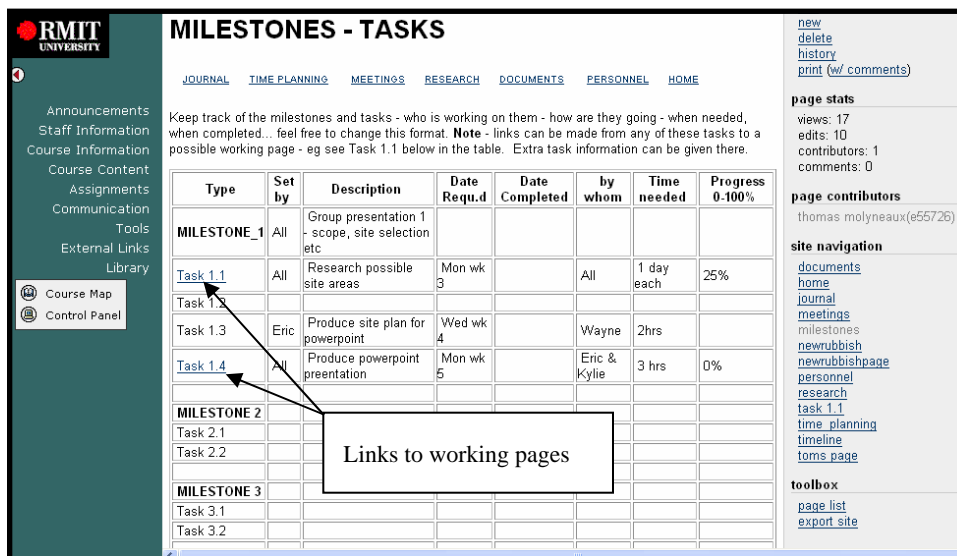 RMIT
UNIVERSITY
Announcements
Staff Information
Course Information
Course Content
Assignments
Communication
Tools
External Links
Library
Course Map
Control Panel
MILESTONES - TASKS
JOURNAL TIME PLANNING MEETINGS RESEARCH DOCUMENTS PERSONNEL HOME
Keep track of the milestones and tasks - who is working on them - how are they going - when needed,
when completed... feel free to change this format. Note - links can be made from any of these tasks to a
possible working page - eg see Task 1.1 below in the table. Extra task information can be given there.
Type Set by Description Date Requ.d Date Completed by whom Time needed Progress 0-100%
MILESTONE_1 All Group presentation 1 - scope, site selection etc
Task 1.1 All Research possible site areas Mon wk 3 All 1 day each 25%
Task 1.2
Task 1.3 Eric Produce site plan for powerpoint Wed wk 4 Wayne 2hrs
Task 1.4 All Produce powerpoint preentation Mon wk 5 Eric & Kylie 3 hrs 0%
MILESTONE 2
Task 2.1
Task 2.2
MILESTONE 3
Task 3.1
Task 3.2
Links to working pages
new
delete
history
print (w/ comments)
page stats
views: 17
edits: 10
contributors: 1
comments: 0
page contributors
thomas molyneaux(e55726)
site navigation
documents
home
journal
meetings
milestones
newrubbish
newrubbishpage
personnel
research
task 1.1
time_planning
timeline
toms page
toolbox
page list
export site